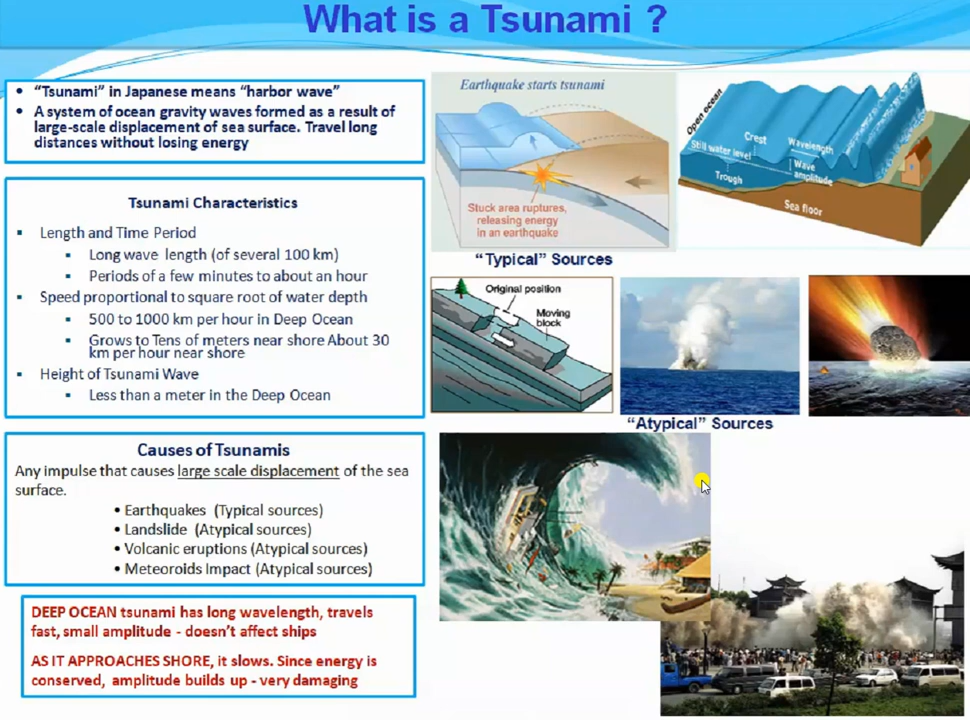 What is a Tsunami ?
• “Tsunami” in Japanese means “harbor wave”
• A system of ocean gravity waves formed as a result of
large-scale displacement of sea surface. Travel long
distances without losing energy
Tsunami Characteristics
▪ Length and Time Period
▪ Long wave length (of several 100 km)
▪ Periods of a few minutes to about an hour
▪ Speed proportional to square root of water depth
▪ 500 to 1000 km per hour in Deep Ocean
▪ Grows to Tens of meters near shore About 30
km per hour near shore
▪ Height of Tsunami Wave
▪ Less than a meter in the Deep Ocean
Causes of Tsunamis
Any impulse that causes large scale displacement of the sea
surface.
• Earthquakes (Typical sources)
• Landslide (Atypical sources)
• Volcanic eruptions (Atypical sources)
• Meteoroids Impact (Atypical sources)
DEEP OCEAN tsunami has long wavelength, travels
fast, small amplitude - doesn’t affect ships
AS IT APPROACHES SHORE, it slows. Since energy is
conserved, amplitude builds up - very damaging
Earthquake starts tsunami
Stuck area ruptures,
releasing energy
in an earthquake
Open ocean
Crest
Wavelength
Still water level
Wave
amplitude
Trough
Sea floor
“Typical” Sources
Original position
Moving
block
“Atypical” Sources